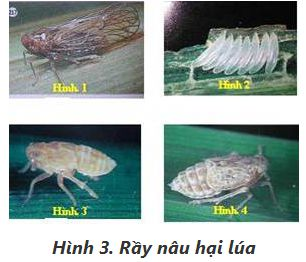 Hình 1
Hình 2
Hình 3
Hình 4
Hình 3. Rầy nâu hại lúa